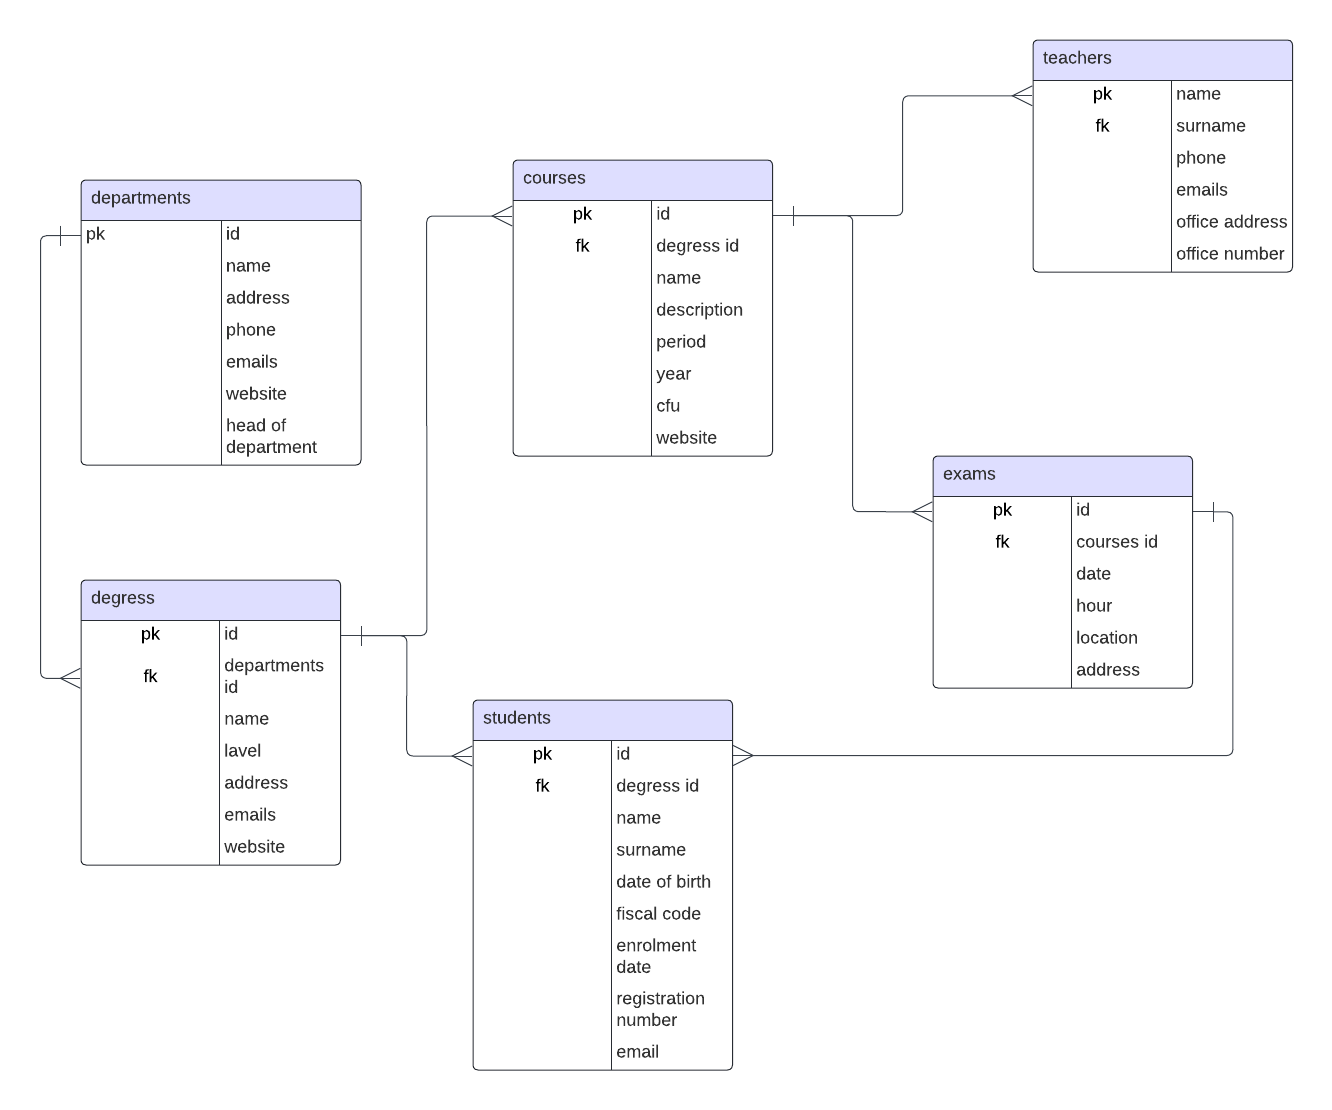 teachers
pk name
fk surname
phone
emails
office address
office number
courses
pk id
fk degress id
name
description
period
year
cfu
website
departments
pk id
name
address
phone
emails
website
head of
department
exams
pk id
fk courses id
date
hour
location
address
degress
pk id
fk departments
id
name
lavel
address
emails
website
students
pk id
fk degress id
name
surname
date of birth
fiscal code
enrolment
date
registration
number
email